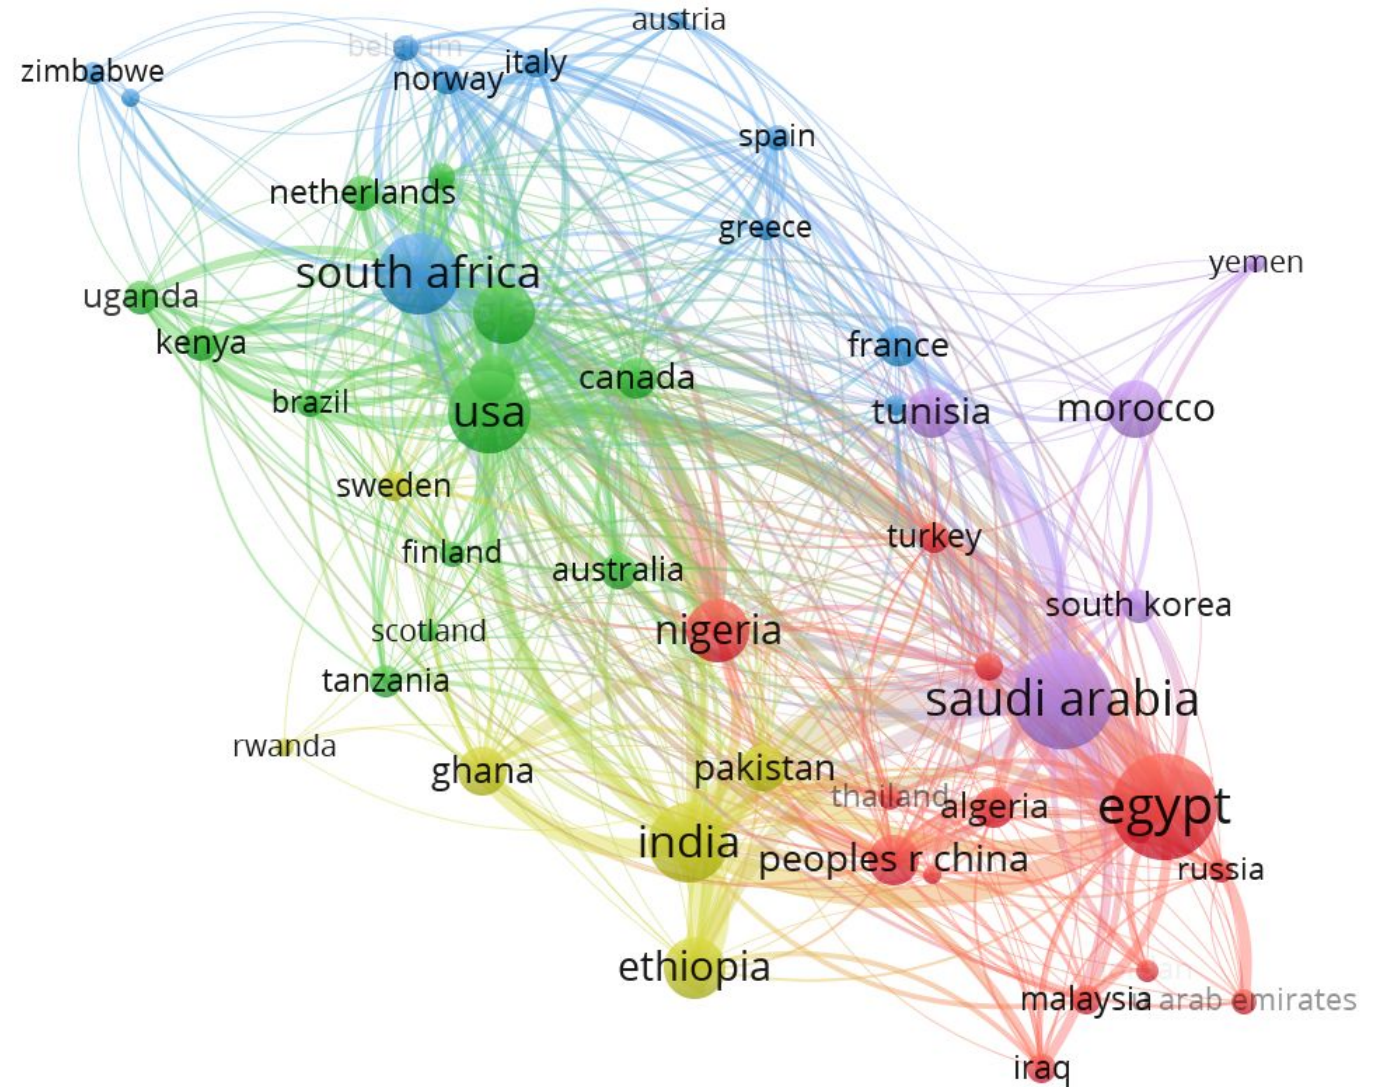 austria
belgium
zimbabwe
norway
italy
spain
netherlands
greece
south africa
yemen
uganda
kenya
france
canada
brazil
usa
tunisia
morocco
sweden
turkey
finland
australia
south korea
scotland
nigeria
tanzania
saudi arabia
rwanda
ghana
pakistan
thailand
algeria
egypt
india
peoples r china
russia
ethiopia
malaysia
arab emirates
iraq